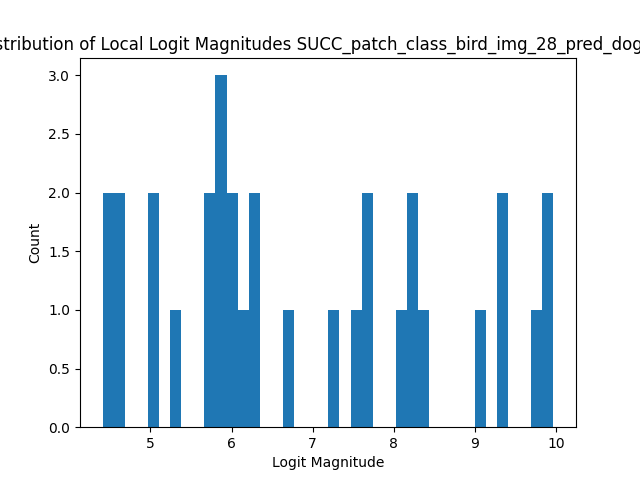 stribution of Local Logit Magnitudes SUCC_patch_class_bird_img_28_pred_dog
3.0
2.5
2.0
1.5
1.0
0.5
0.0
Count
5 6 7 8 9 10
Logit Magnitude